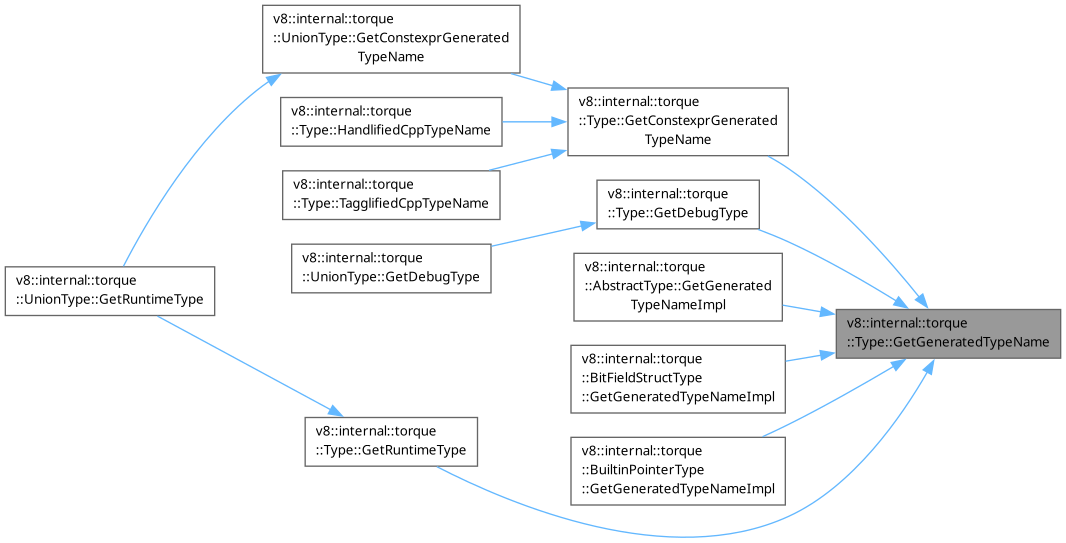 v8::internal::torque
::UnionType::GetConstexprGenerated
TypeName
v8::internal::torque
::Type::HandlifiedCppTypeName
v8::internal::torque
::Type::TagglifiedCppTypeName
v8::internal::torque
::UnionType::GetDebugType
v8::internal::torque
::UnionType::GetRuntimeType
v8::internal::torque
::Type::GetRuntimeType
v8::internal::torque
::Type::GetConstexprGenerated
TypeName
v8::internal::torque
::Type::GetDebugType
v8::internal::torque
::AbstractType::GetGenerated
TypeNameImpl
v8::internal::torque
::BitFieldStructType
::GetGeneratedTypeNameImpl
v8::internal::torque
::BuiltinPointerType
::GetGeneratedTypeNameImpl
v8::internal::torque
::Type::GetGeneratedTypeName